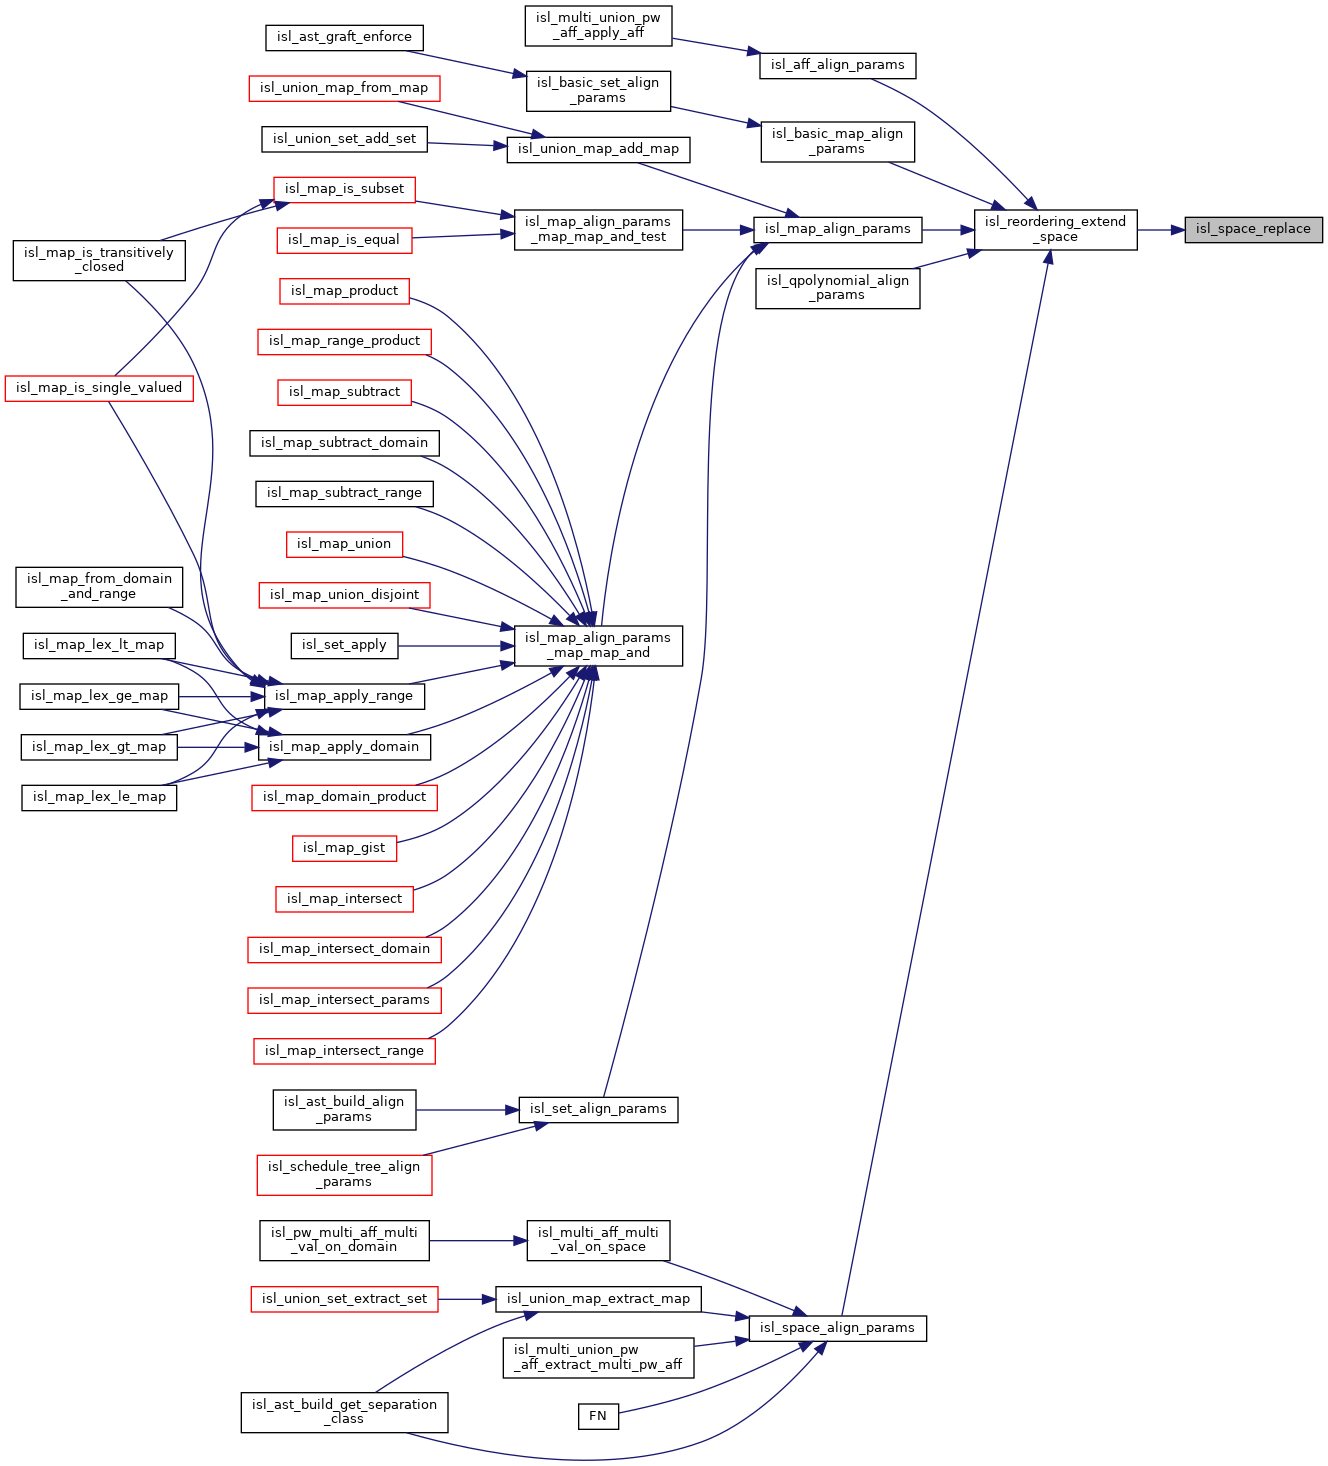 isl_multi_union_pw
_aff_apply_aff
isl_ast_graft_enforce
isl_aff_align_params
isl_basic_set_align
_params
isl_union_map_from_map
isl_basic_map_align
_params
isl_union_set_add_set
isl_union_map_add_map
isl_map_is_subset
isl_map_align_params
_map_map_and_test
isl_map_align_params
isl_reordering_extend
_space
isl_space_replace
isl_map_is_equal
isl_map_is_transitively
_closed
isl_qpolynomial_align
_params
isl_map_product
isl_map_range_product
isl_map_is_single_valued
isl_map_subtract
isl_map_subtract_domain
isl_map_subtract_range
isl_map_union
isl_map_from_domain
_and_range
isl_map_union_disjoint
isl_map_lex_lt_map
isl_set_apply
isl_map_align_params
_map_map_and
isl_map_lex_ge_map
isl_map_apply_range
isl_map_lex_gt_map
isl_map_apply_domain
isl_map_lex_le_map
isl_map_domain_product
isl_map_gist
isl_map_intersect
isl_map_intersect_domain
isl_map_intersect_params
isl_map_intersect_range
isl_ast_build_align
_params
isl_set_align_params
isl_schedule_tree_align
_params
isl_pw_multi_aff_multi
_val_on_domain
isl_multi_aff_multi
_val_on_space
isl_union_set_extract_set
isl_union_map_extract_map
isl_space_align_params
isl_multi_union_pw
_aff_extract_multi_pw_aff
isl_ast_build_get_separation
_class
FN